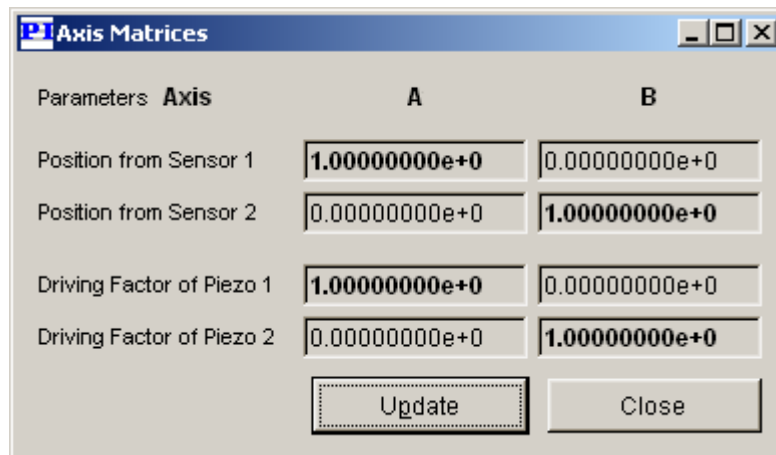 PI Axis Matrices
Parameters Axis A B
Position from Sensor 1 1.00000000e+0 0.00000000e+0
Position from Sensor 2 0.00000000e+0 1.00000000e+0
Driving Factor of Piezo 1 1.00000000e+0 0.00000000e+0
Driving Factor of Piezo 2 0.00000000e+0 1.00000000e+0
Update Close